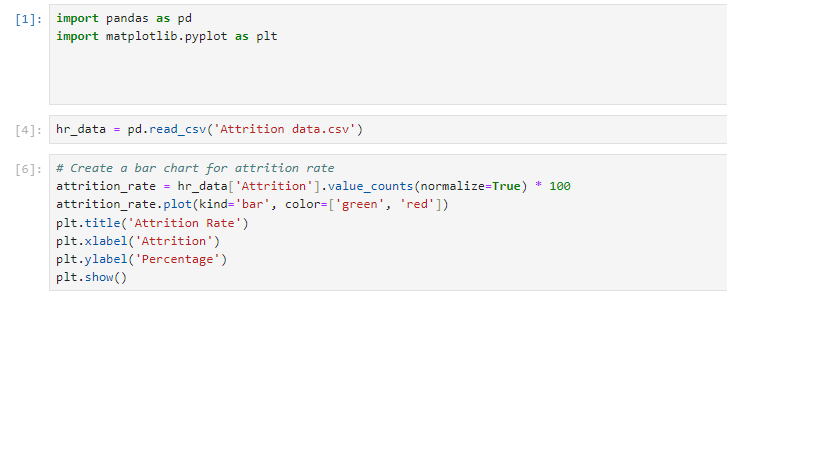 [1]: import pandas as pd
import matplotlib.pyplot as plt
[4]: hr_data = pd.read_csv('Attrition data.csv')
[6]: # Create a bar chart for attrition rate
attrition_rate = hr_data['Attrition'].value_counts(normalize=True) * 100
attrition_rate.plot(kind='bar', color=['green', 'red'])
plt.title('Attrition Rate')
plt.xlabel('Attrition')
plt.ylabel('Percentage')
plt.show()